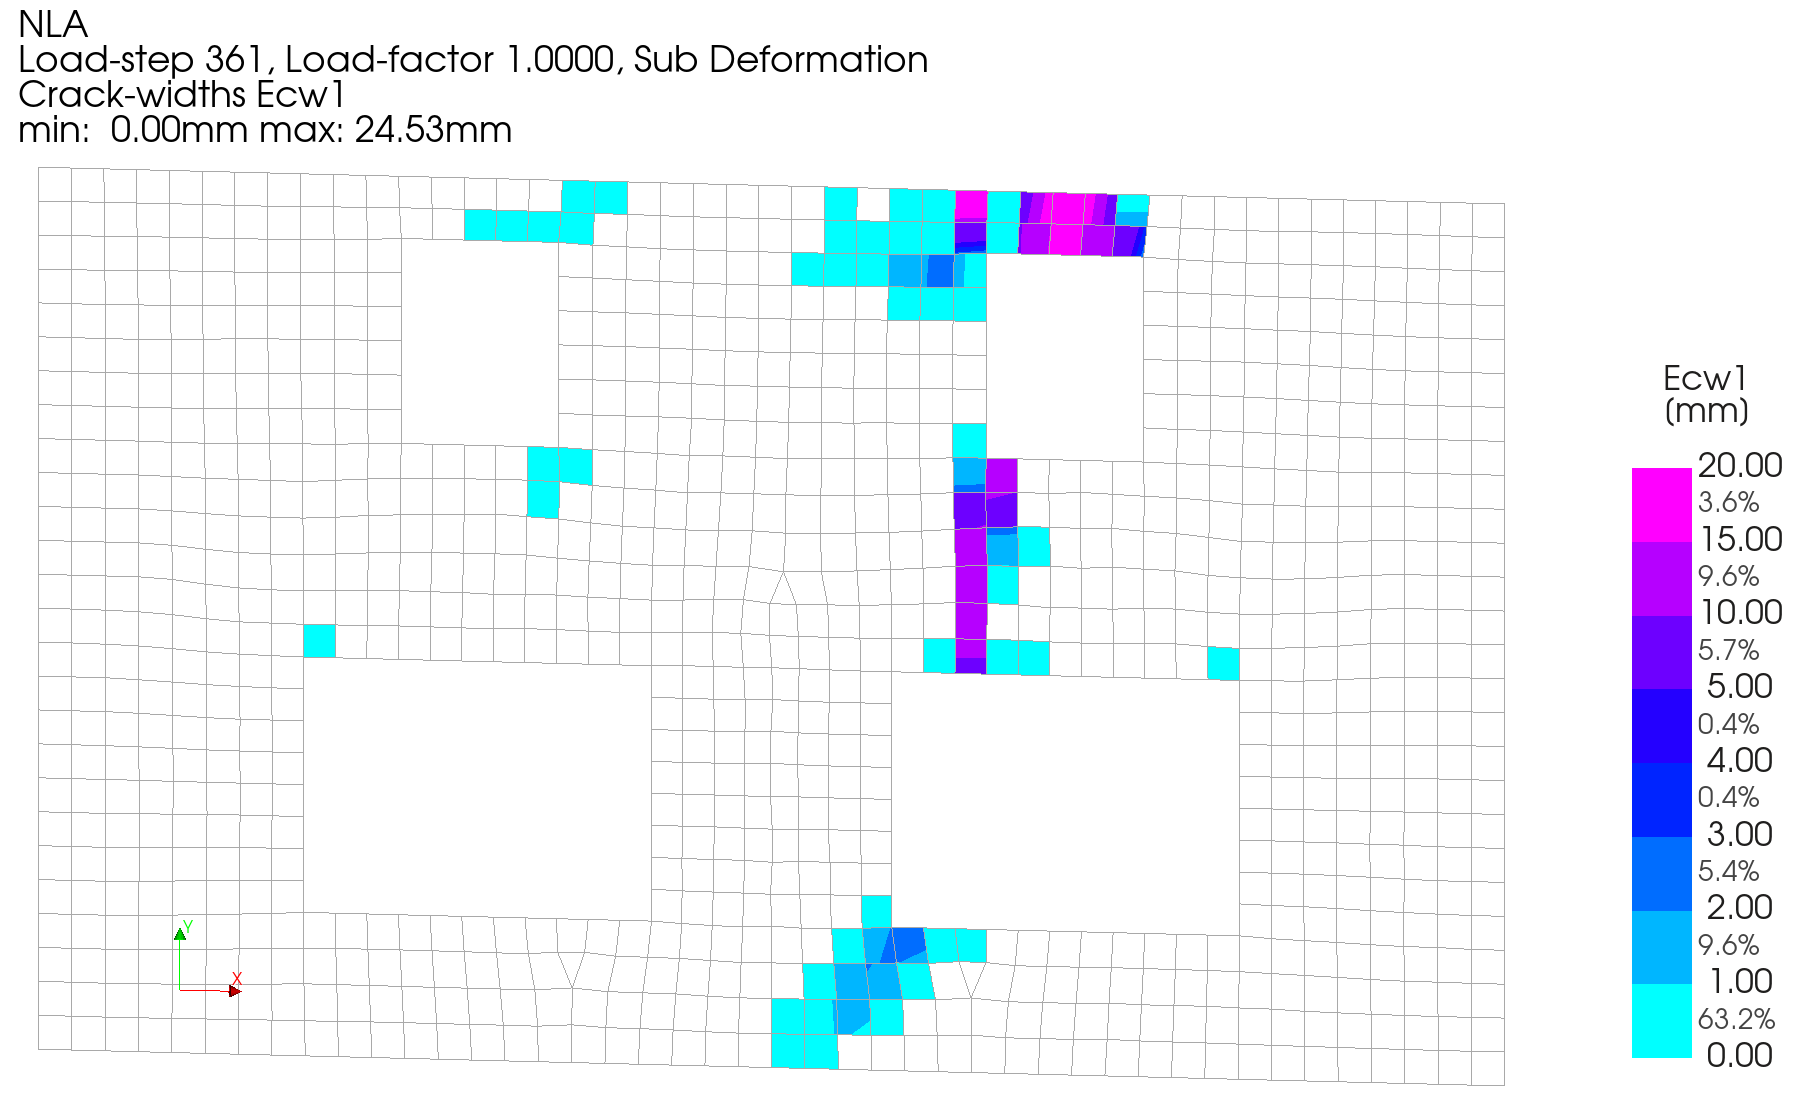 NLA
Load-step 361, Load-factor 1.0000, Sub Deformation
Crack-widths Ecw1
min: 0.00mm max: 24.53mm
Ecw1
(mm)
20.00
3.6%
15.00
9.6%
10.00
5.7%
5.00
0.4%
4.00
0.4%
3.00
5.4%
2.00
9.6%
1.00
63.2%
0.00
Y
X